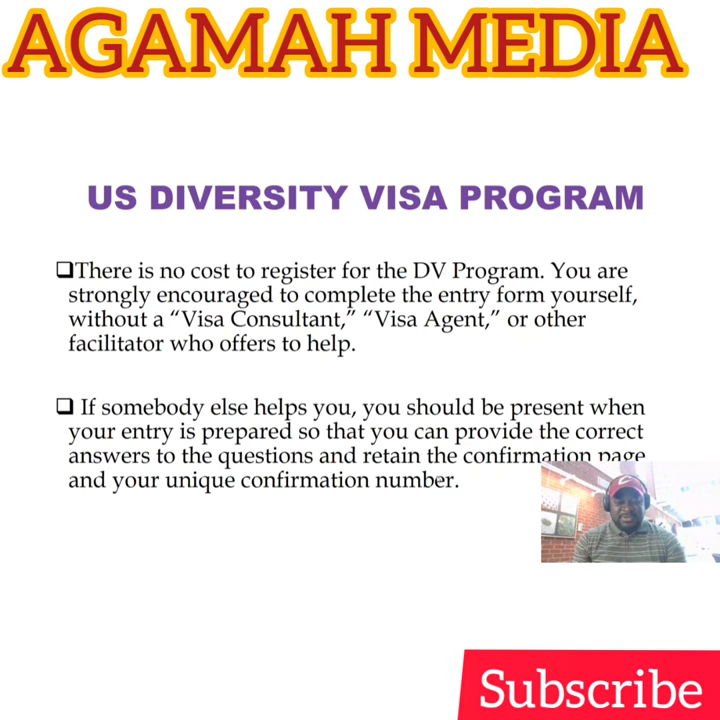 AGAMAH MEDIA
US DIVERSITY VISA PROGRAM
There is no cost to register for the DV Program. You are
strongly encouraged to complete the entry form yourself,
without a “Visa Consultant,” “Visa Agent,” or other
facilitator who offers to help.
If somebody else helps you, you should be present when
your entry is prepared so that you can provide the correct
answers to the questions and retain the confirmation page
and your unique confirmation number.
Subscribe